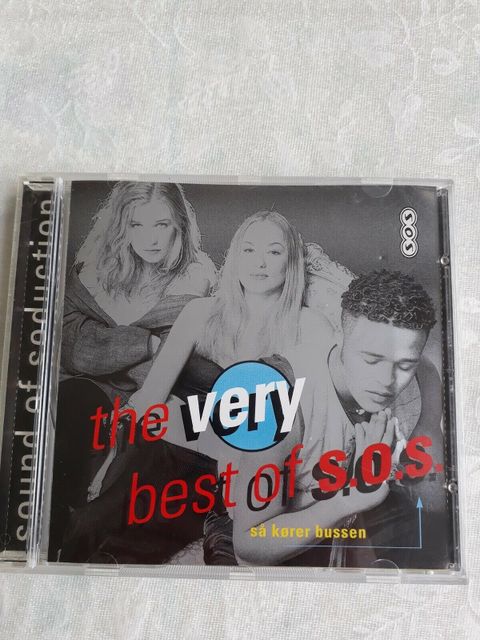 sound of seduction
SOS
the very
best of s.o.s.
så kører bussen